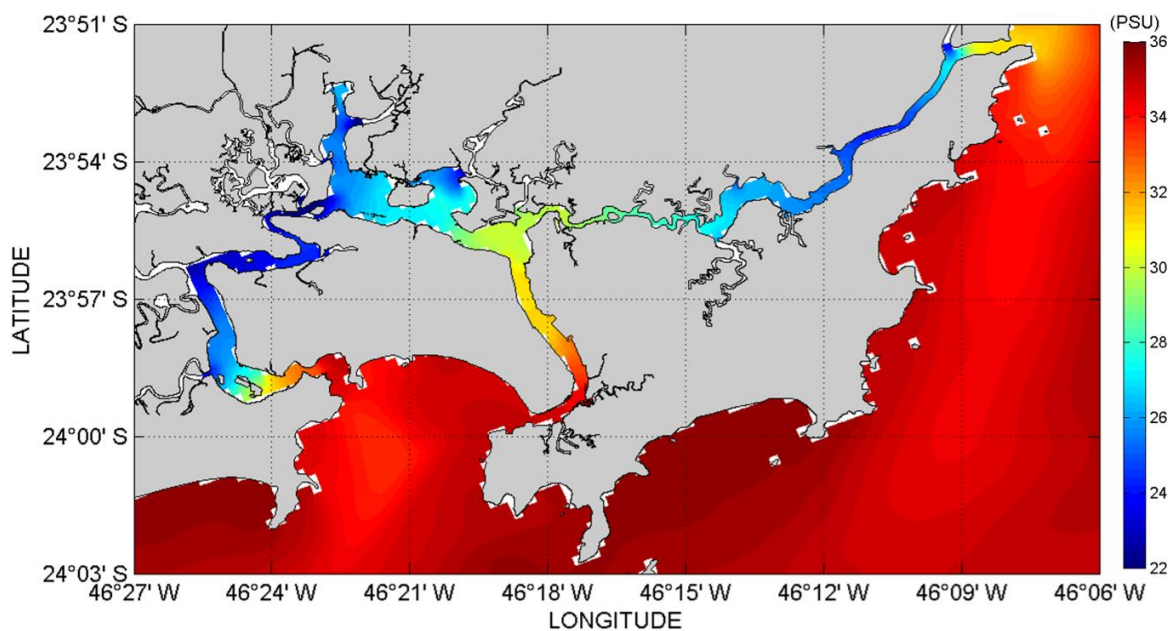 (PSU)
23° 51' S
23° 54' S
23° 57' S
24° 00' S
24° 03' S
LATITUDE
46° 27' W
46° 24' W
46° 21' W
46° 18' W
46° 15' W
46° 12' W
46° 09' W
46° 06' W
LONGITUDE
36
34
32
30
28
26
24
22